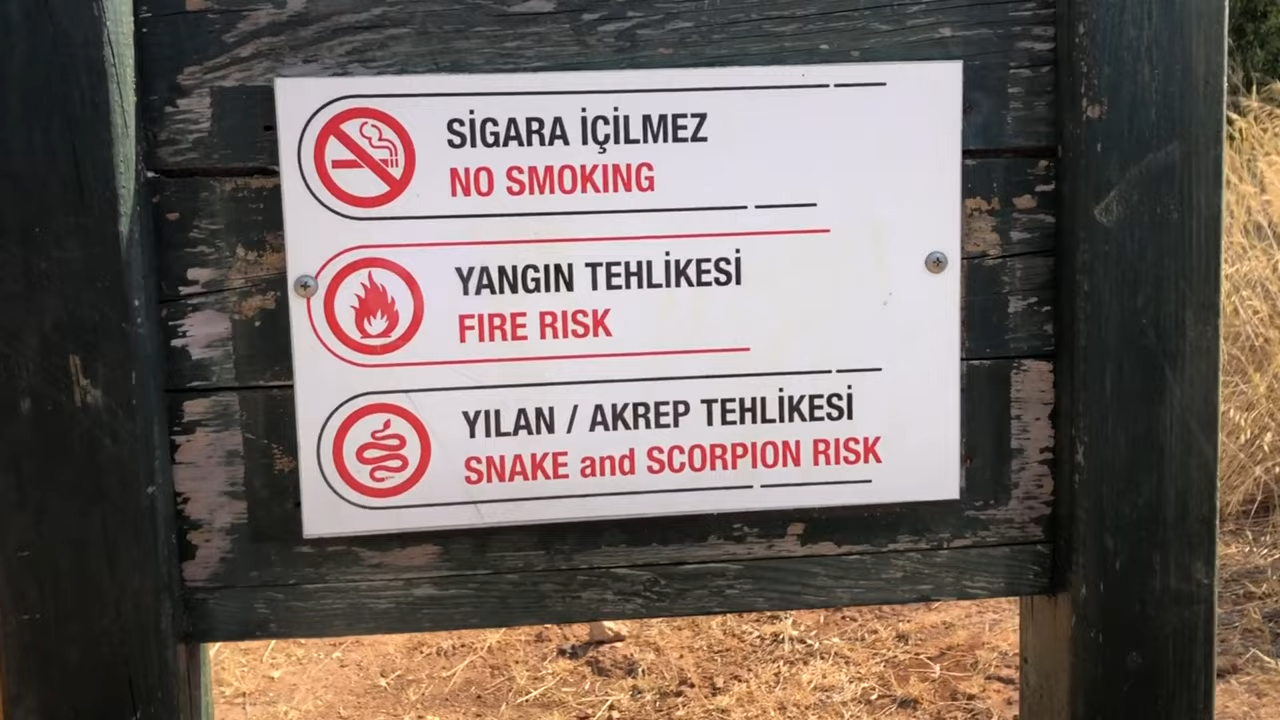 SİGARA İÇİLMEZ
NO SMOKING
YANGIN TEHLİKESİ
FIRE RISK
YILAN / AKREP TEHLİKESİ
SNAKE and SCORPION RISK